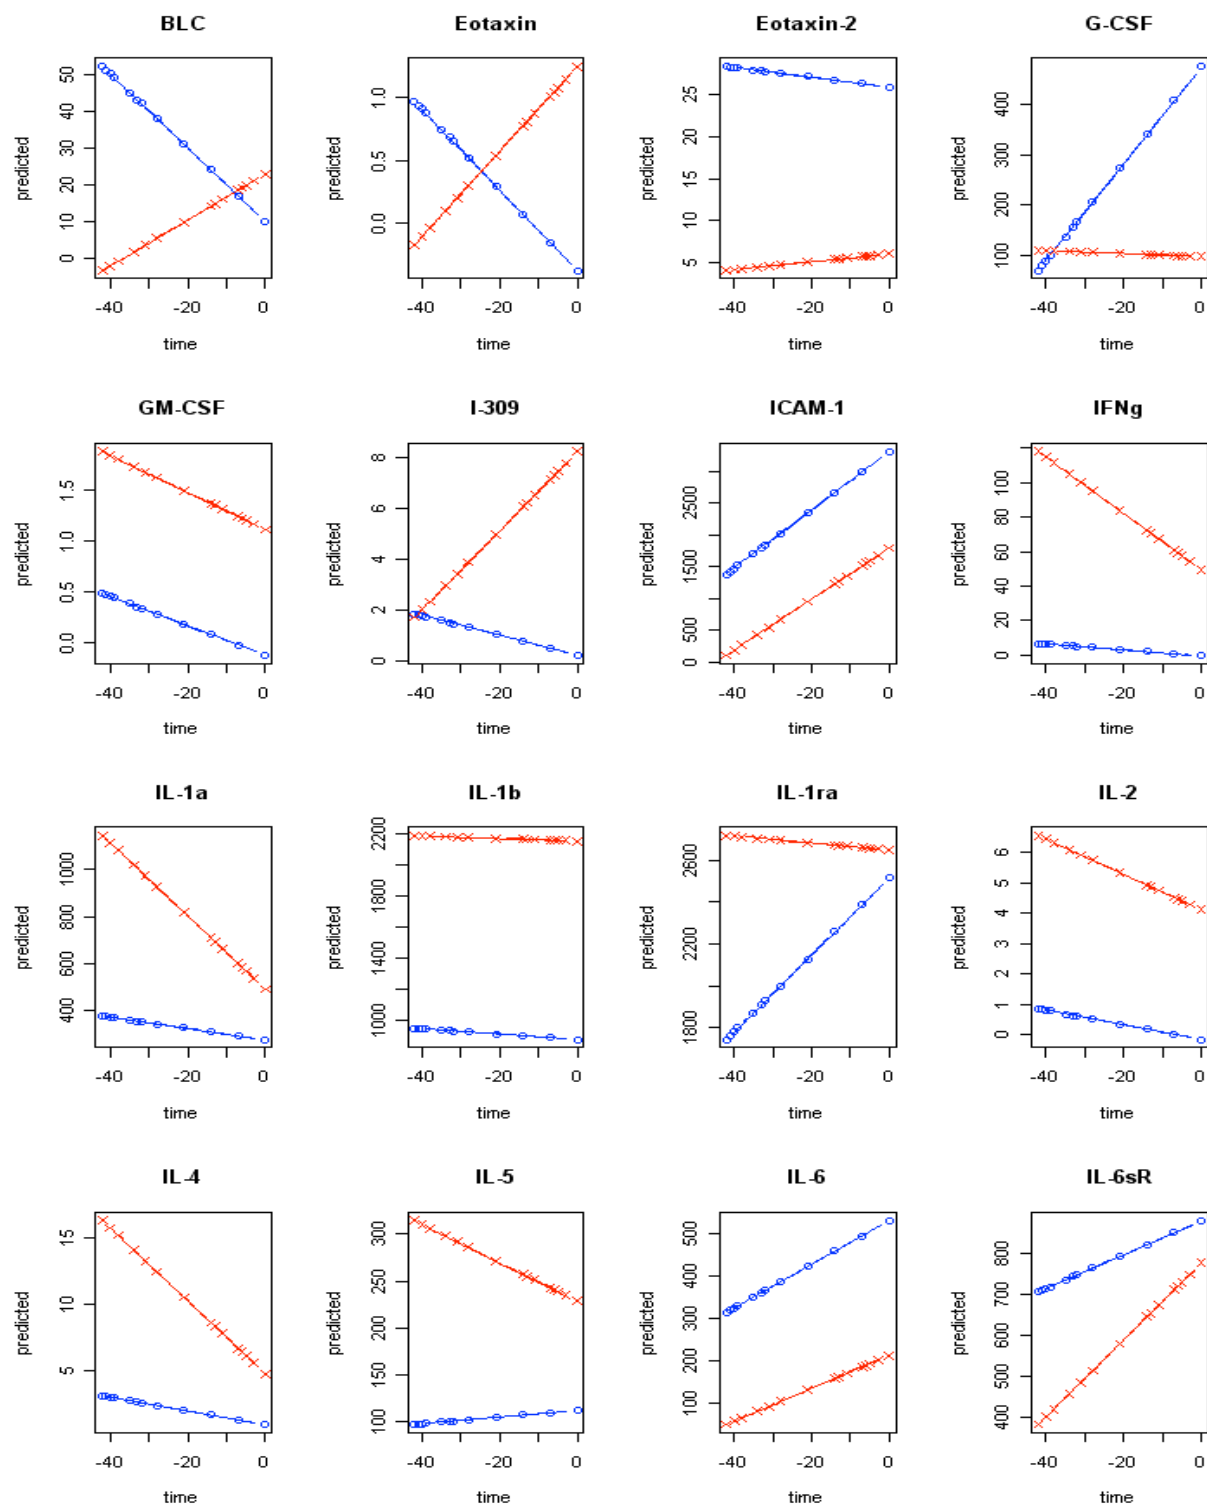 BLC Eotaxin Eotaxin-2 G-CSF
predicted 0 10 20 30 40 50
predicted 0.0 0.5 1.0
predicted 5 10 15 20 25
predicted 100 200 300 400
-40 -20 0 -40 -20 0 -40 -20 0 -40 -20 0
time time time time
GM-CSF I-309 ICAM-1 IFNg
predicted 0.0 0.5 1.0 1.5
predicted 0 2 4 6 8
predicted 0 500 1500 2500
predicted 0 20 40 60 80 100
-40 -20 0 -40 -20 0 -40 -20 0 -40 -20 0
time time time time
IL-1a IL-1b IL-1ra IL-2
predicted 400 600 800 1000
predicted 1000 1400 1800 2200
predicted 1800 2200 2600
predicted 0 1 2 3 4 5 6
-40 -20 0 -40 -20 0 -40 -20 0 -40 -20 0
time time time time
IL-4 IL-5 IL-6 IL-6sR
predicted 5 10 15
predicted 100 150 200 250 300
predicted 100 200 300 400 500
predicted 400 500 600 700 800
-40 -20 0 -40 -20 0 -40 -20 0 -40 -20 0
time time time time